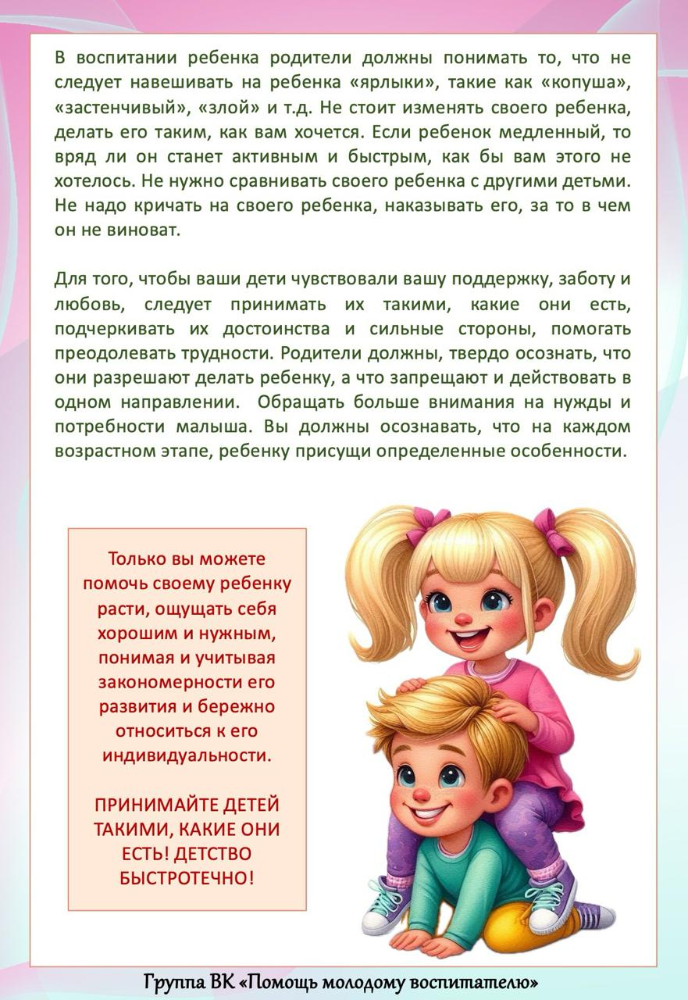 В воспитании ребенка родители должны понимать то, что не
следует навешивать на ребенка «ярлыки», такие как «копуша»,
«застенчивый», «злой» и т.д. Не стоит изменять своего ребенка,
делать его таким, как вам хочется. Если ребенок медленный, то
вряд ли он станет активным и быстрым, как бы вам этого не
хотелось. Не нужно сравнивать своего ребенка с другими детьми.
Не надо кричать на своего ребенка, наказывать его, за то в чем
он не виноват.
Для того, чтобы ваши дети чувствовали вашу поддержку, заботу и
любовь, следует принимать их такими, какие они есть,
подчеркивать их достоинства и сильные стороны, помогать
преодолевать трудности. Родители должны, твердо осознать, что
они разрешают делать ребенку, а что запрещают и действовать в
одном направлении. Обращать больше внимания на нужды и
потребности малыша. Вы должны осознавать, что на каждом
возрастном этапе, ребенку присущи определенные особенности.
Только вы можете
помочь своему ребенку
расти, ощущать себя
хорошим и нужным,
понимая и учитывая
закономерности его
развития и бережно
относиться к его
индивидуальности.
ПРИНИМАЙТЕ ДЕТЕЙ
ТАКИМИ, КАКИЕ ОНИ
ЕСТЬ! ДЕТСТВО
БЫСТРОТЕЧНО!
Группа ВК «Помощь молодому воспитателю»